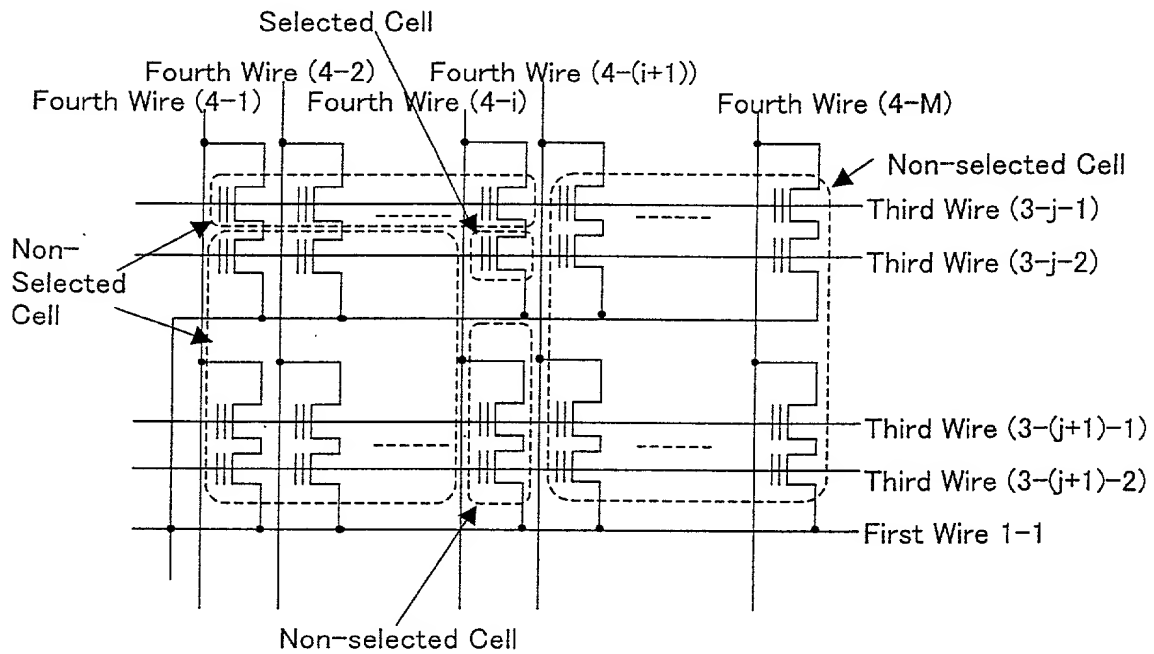 Selected Cell
Fourth Wire (4-2)
Fourth Wire (4-(i+1))
Fourth Wire (4-1)
Fourth Wire (4-i)
Fourth Wire (4-M)
Non-selected Cell
Third Wire (3-j-1)
Non-
Selected
Cell
Third Wire (3-j-2)
Third Wire (3-(j+1)-1)
Third Wire (3-(j+1)-2)
First Wire 1-1
Non-selected Cell